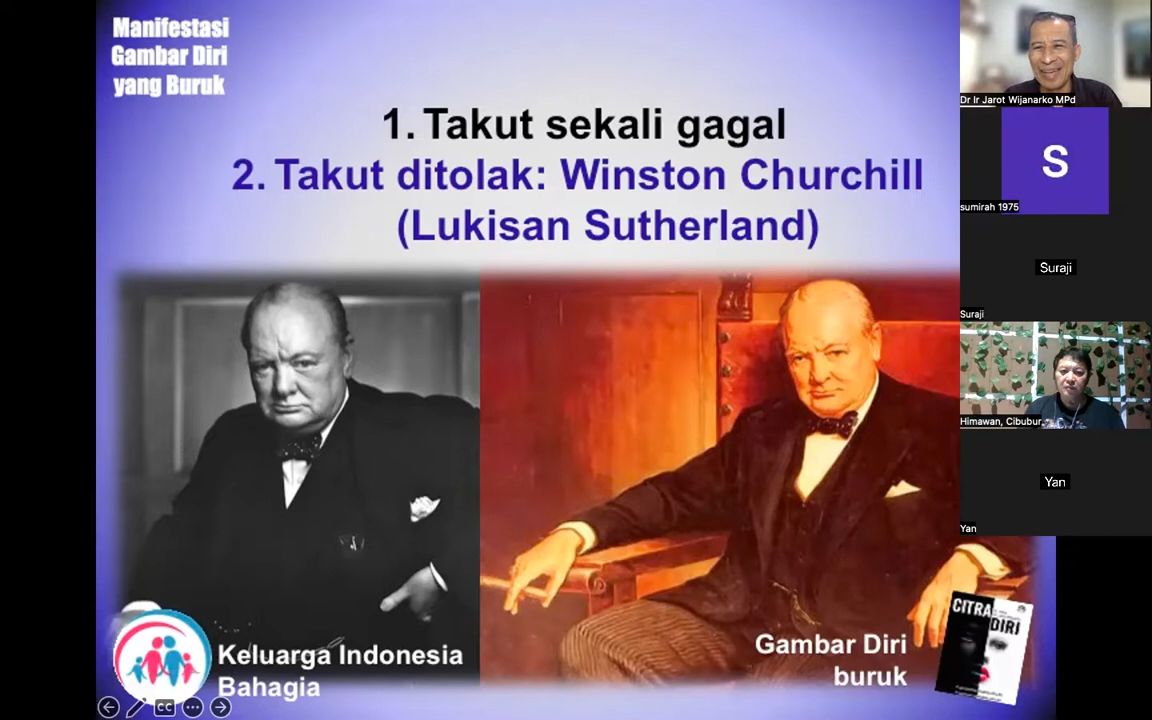 Manifestasi
Gambar Diri
yang Buruk
1. Takut sekali gagal
2. Takut ditolak: Winston Churchill
(Lukisan Sutherland)
Keluarga Indonesia
Bahagia
Gambar Diri
buruk
CITRA
DIRI
CC
Dr Ir Jarot Wijanarko MPd
S
sumirah 1975
Suraji
Suraji
Himawan, Cibubur
Yan
Yan